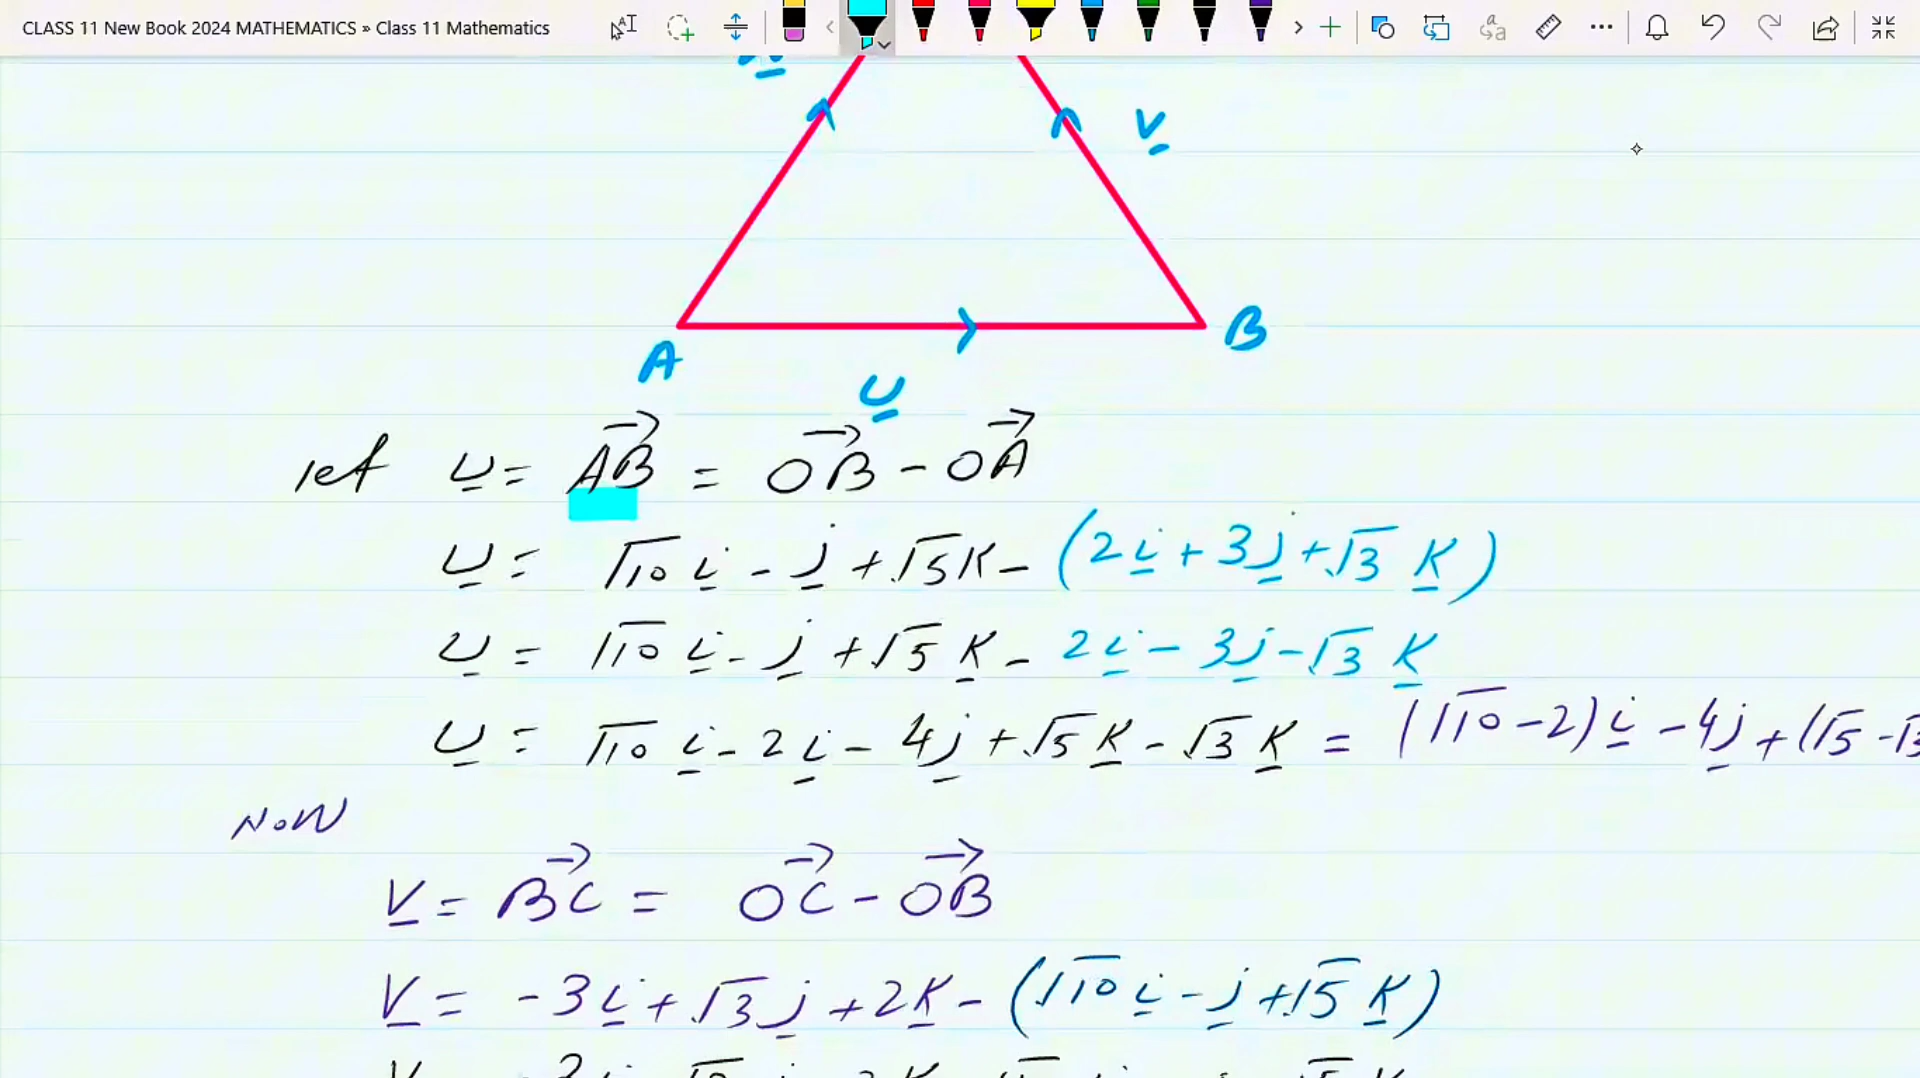 CLASS 11 New Book 2024 MATHEMATICS » Class 11 Mathematics
V
A
B
U
let U = AB = OB - OA
U = √10 i - j + √5 K - (2i + 3j + √3 K)
U = √10 i - j + √5 K - 2i - 3j - √3 K
U = √10 i - 2i - 4j + √5 K - √3 K = (√10 - 2)i - 4j + (√5 - √3
NOW
V = BC = OC - OB
V = -3i + √3 j + 2K - (√10 i - j + √5 K)